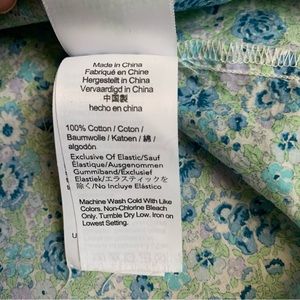 Made in China
Fabriqué en Chine
Hergestellt in China
Vervaardigd in China
中国製
hecho en china
100% Cotton / Coton /
Baumwolle / Katoen / 綿 /
algodón
Exclusive Of Elastic/Sauf
Élastique/Ausgenommen
Gummiband/Exclusief
Elastiek/エラスティックを
除く/No Incluye Elástico
Machine Wash Cold With Like
Colors. Non-Chlorine Bleach
Only. Tumble Dry Low. Iron on
Lowest Setting.